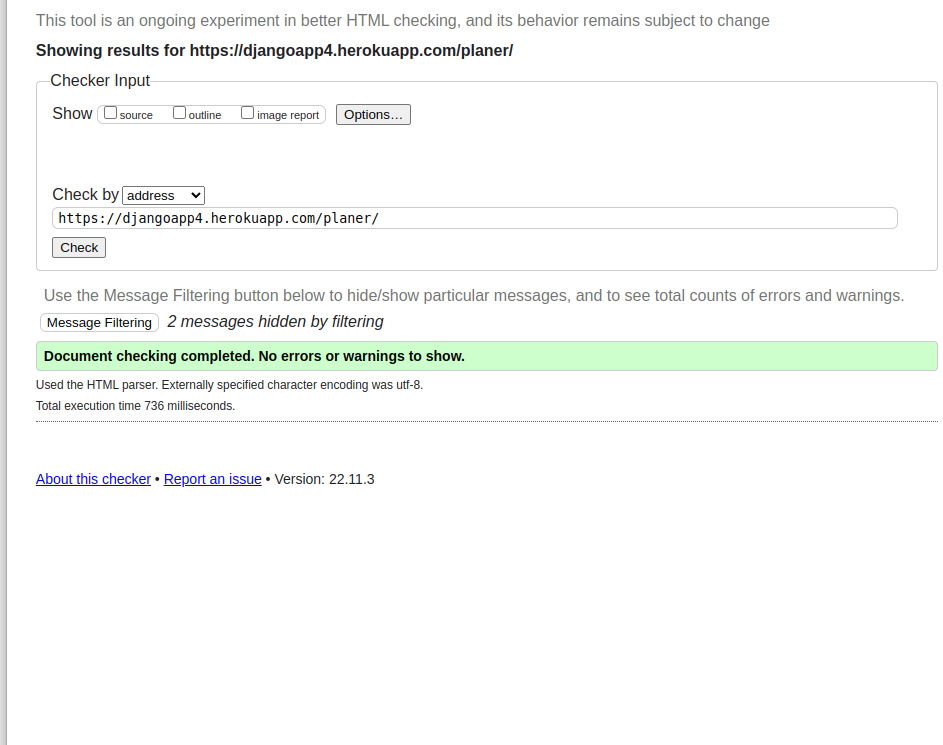 This tool is an ongoing experiment in better HTML checking, and its behavior remains subject to change
Showing results for https://djangoapp4.herokuapp.com/planer/
Checker Input
Show source outline image report Options...
Check by address
https://djangoapp4.herokuapp.com/planer/
Check
Use the Message Filtering button below to hide/show particular messages, and to see total counts of errors and warnings.
Message Filtering 2 messages hidden by filtering
Document checking completed. No errors or warnings to show.
Used the HTML parser. Externally specified character encoding was utf-8.
Total execution time 736 milliseconds.
About this checker • Report an issue • Version: 22.11.3